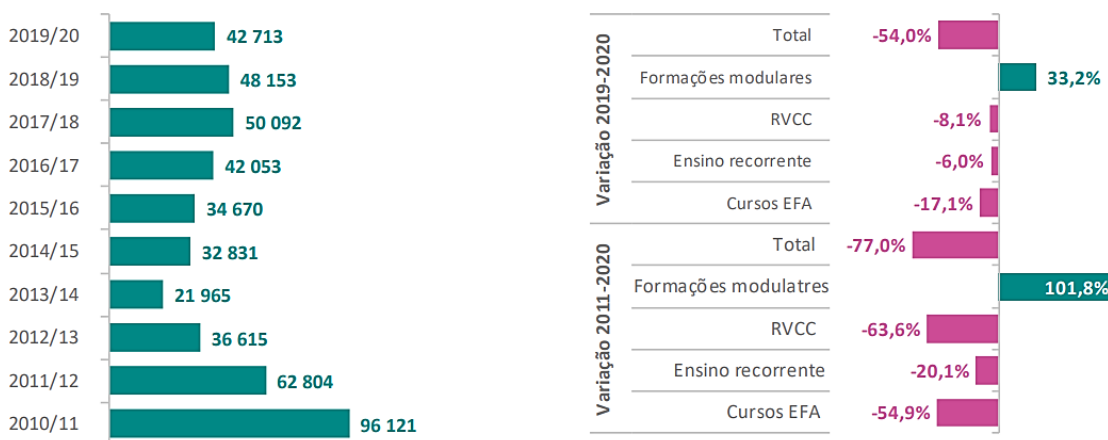 2019/20 42 713
2018/19 48 153
2017/18 50 092
2016/17 42 053
2015/16 34 670
2014/15 32 831
2013/14 21 965
2012/13 36 615
2011/12 62 804
2010/11 96 121
Variação 2019-2020
Total -54,0%
Formações modulares 33,2%
RVCC -8,1%
Ensino recorrente -6,0%
Cursos EFA -17,1%
Variação 2011-2020
Total -77,0%
Formações modulatres 101,8%
RVCC -63,6%
Ensino recorrente -20,1%
Cursos EFA -54,9%